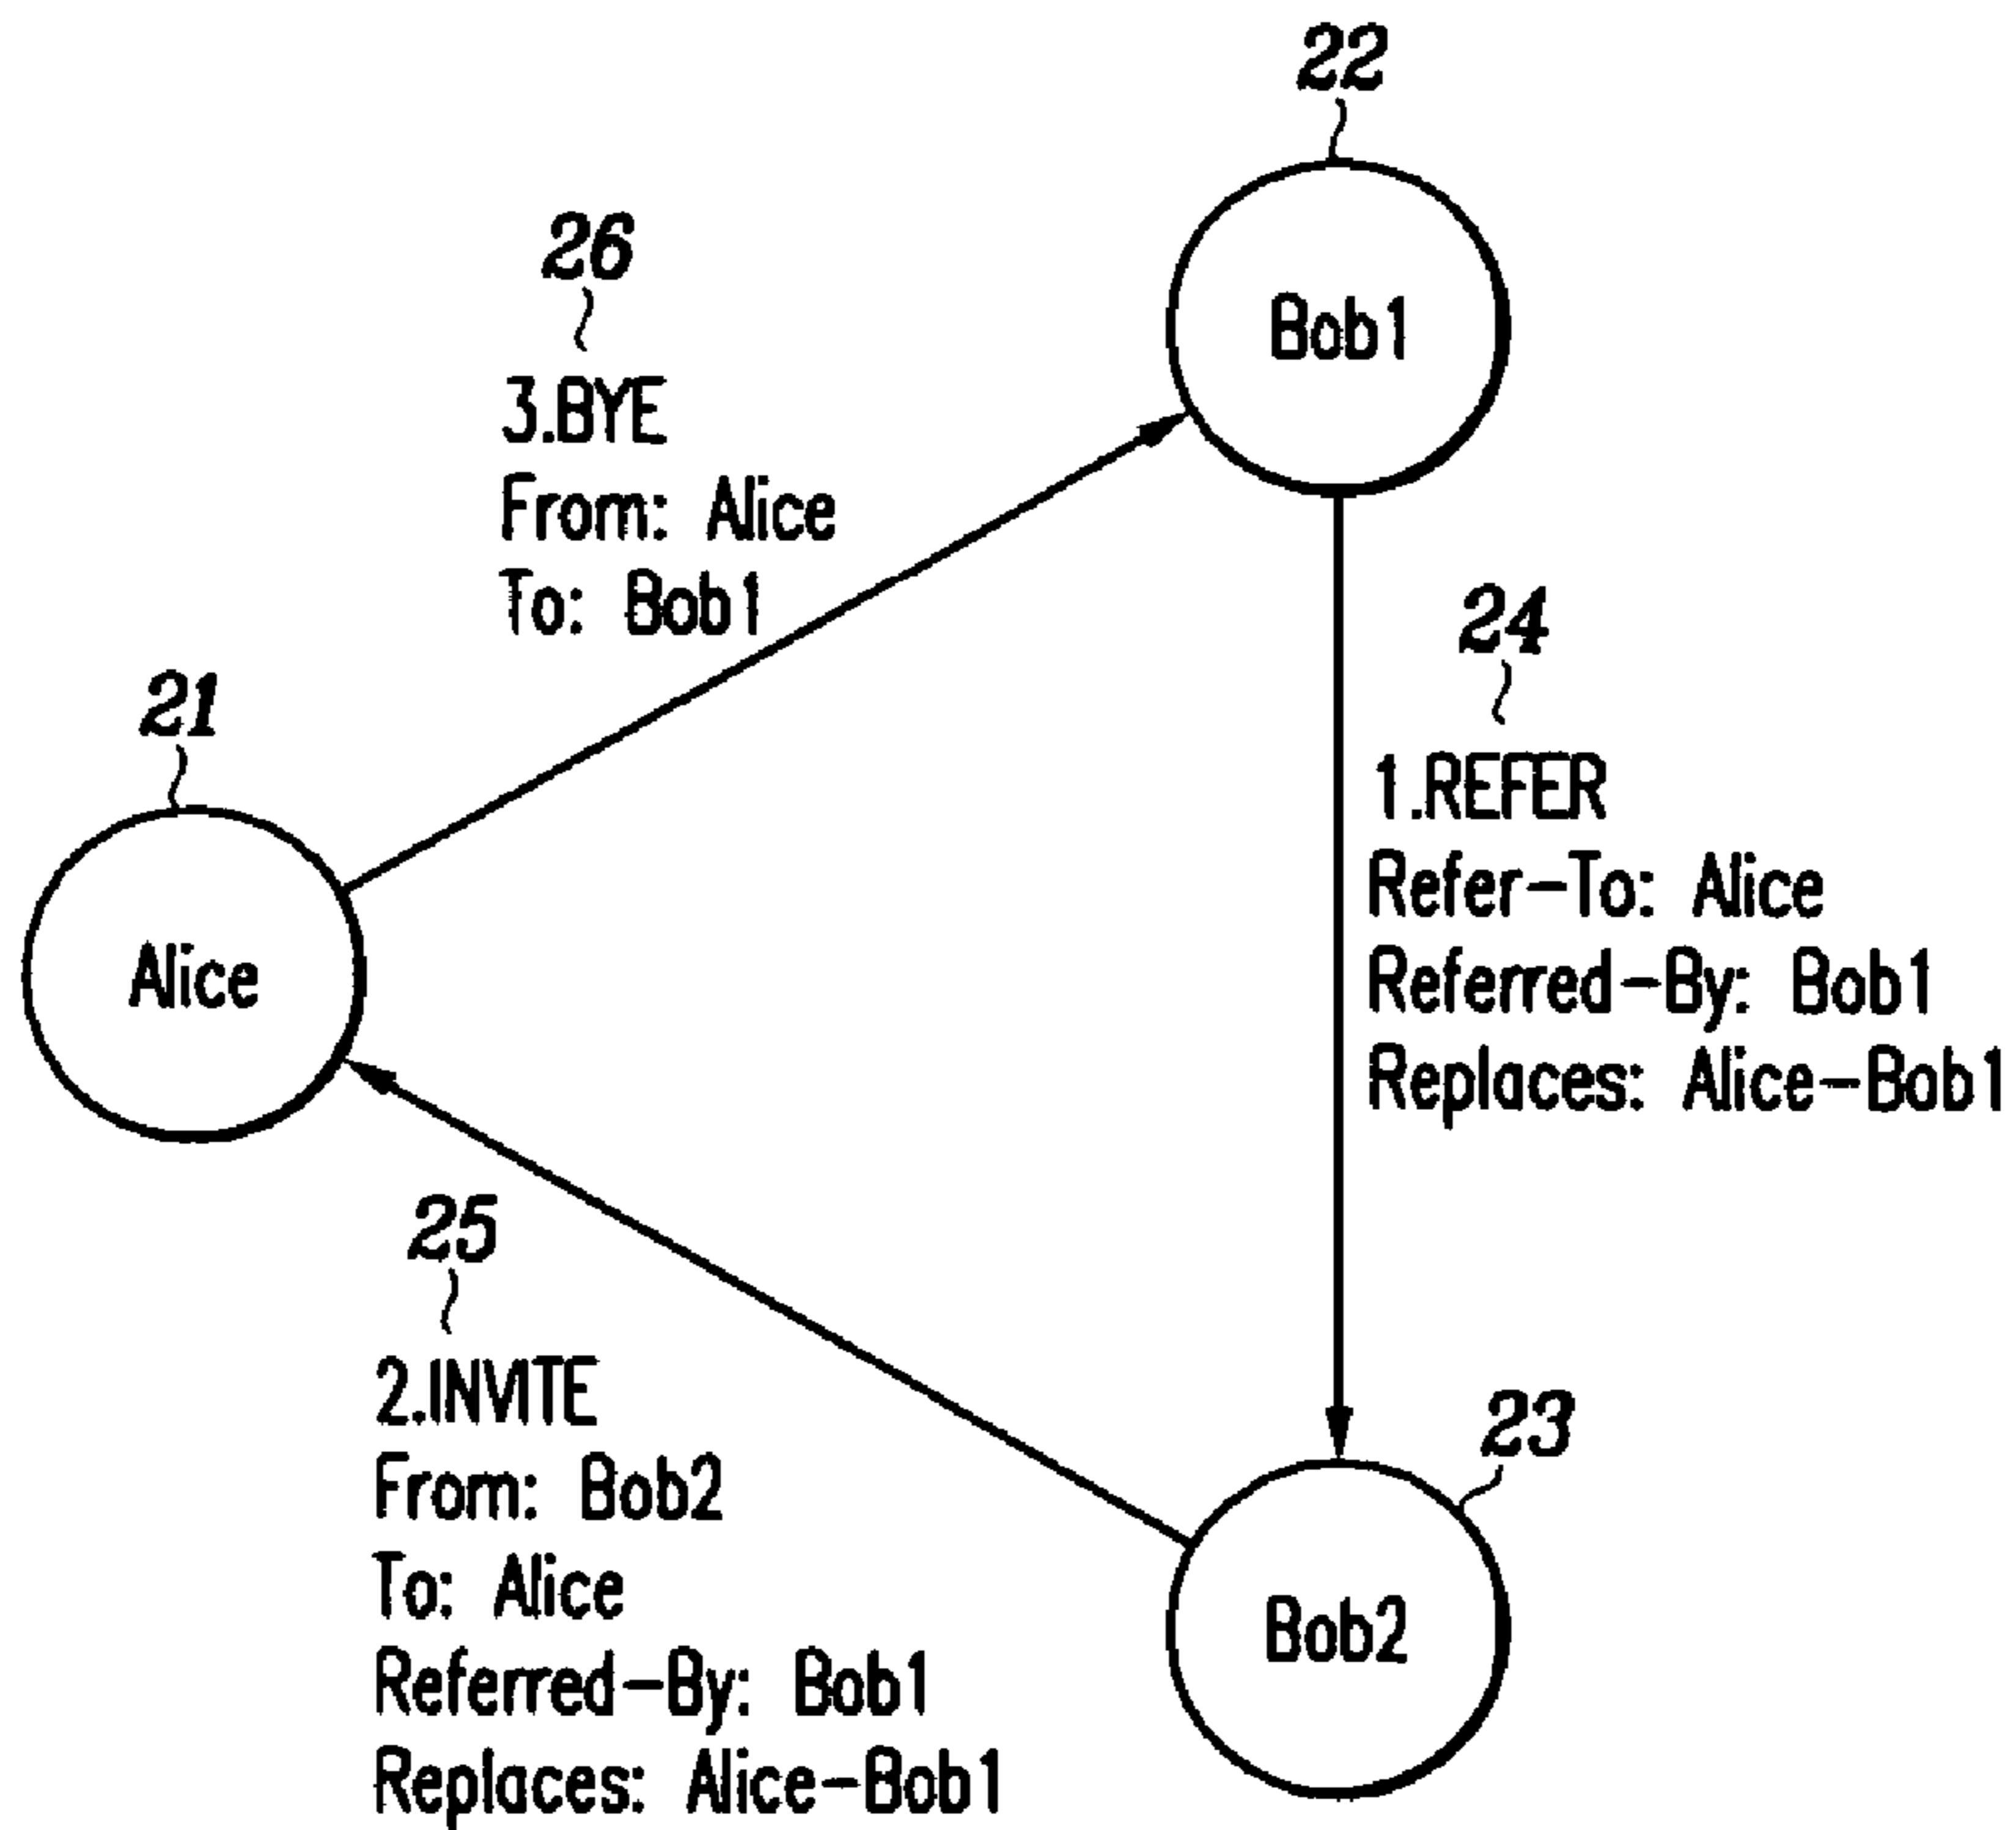 22
Bob1
26
3.BYE
From: Alice
To: Bob1
24
1.REFER
Refer-To: Alice
Referred-By: Bob1
Replaces: Alice-Bob1
21
Alice
25
2.INVITE
From: Bob2
To: Alice
Referred-By: Bob1
Replaces: Alice-Bob1
23
Bob2